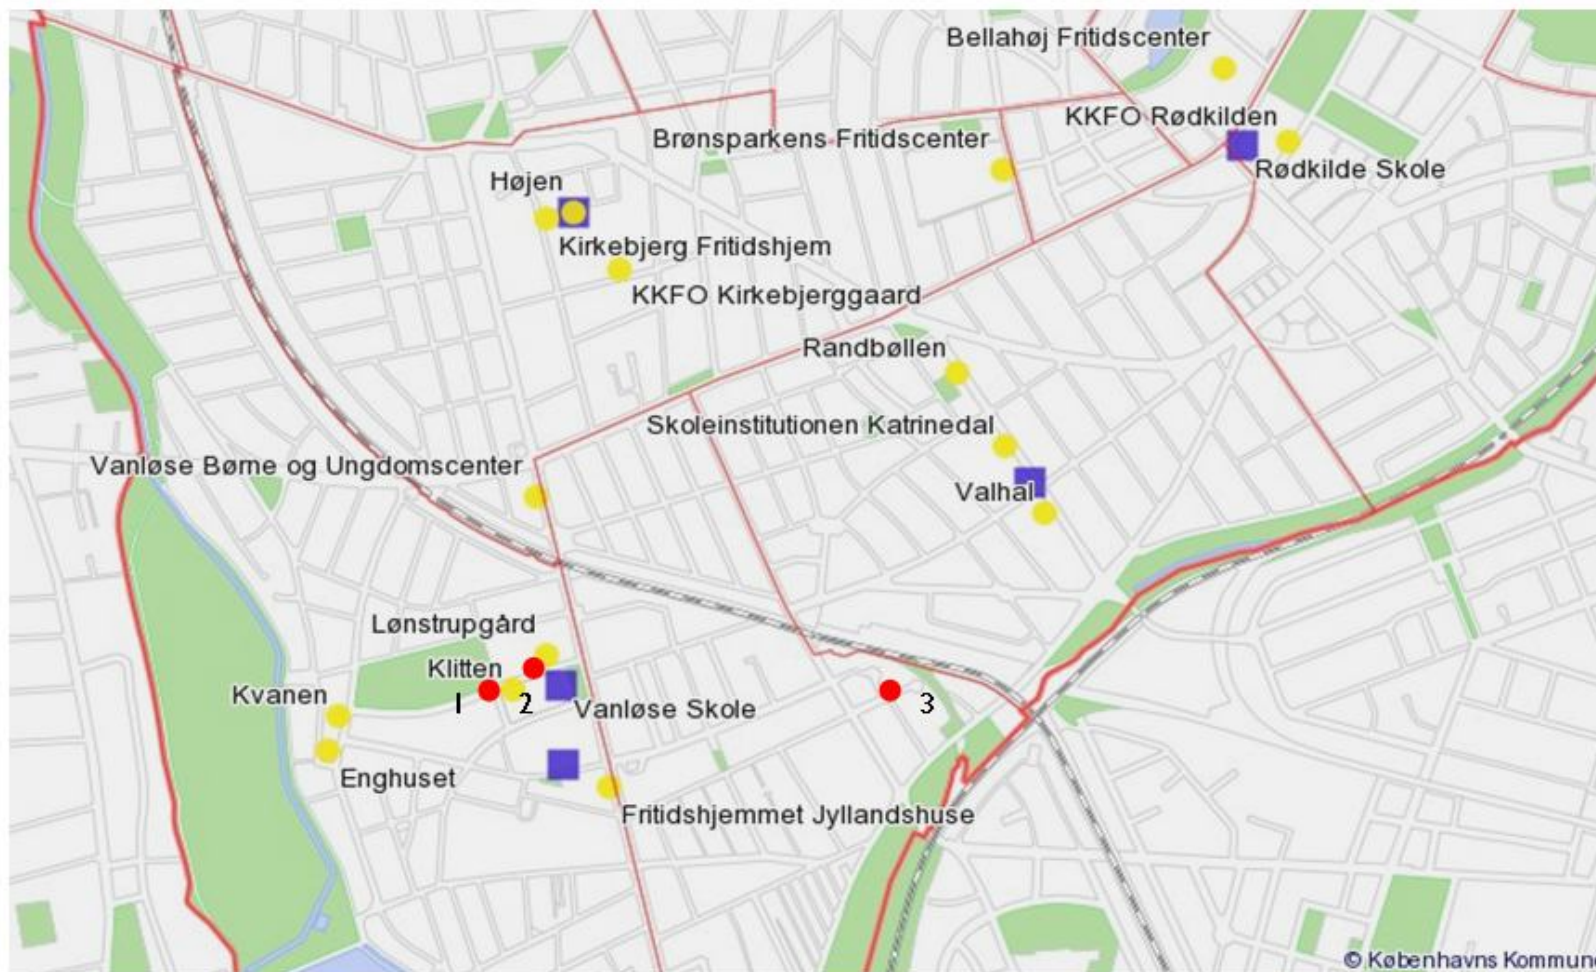 Bellahøj Fritidscenter
KKFO Rødkilden
Brønsparkens Fritidscenter
Rødkilde Skole
Højen
Kirkebjerg Fritidshjem
KKFO Kirkebjerggaard
Randbøllen
Skoleinstitutionen Katrinedal
Vanløse Børne og Ungdomscenter
Valhal
Lønstrupgård
Klitten
Kvanen
1
2
3
Vanløse Skole
Enghuset
Fritidshjemmet Jyllandshuse
© Københavns Kommun